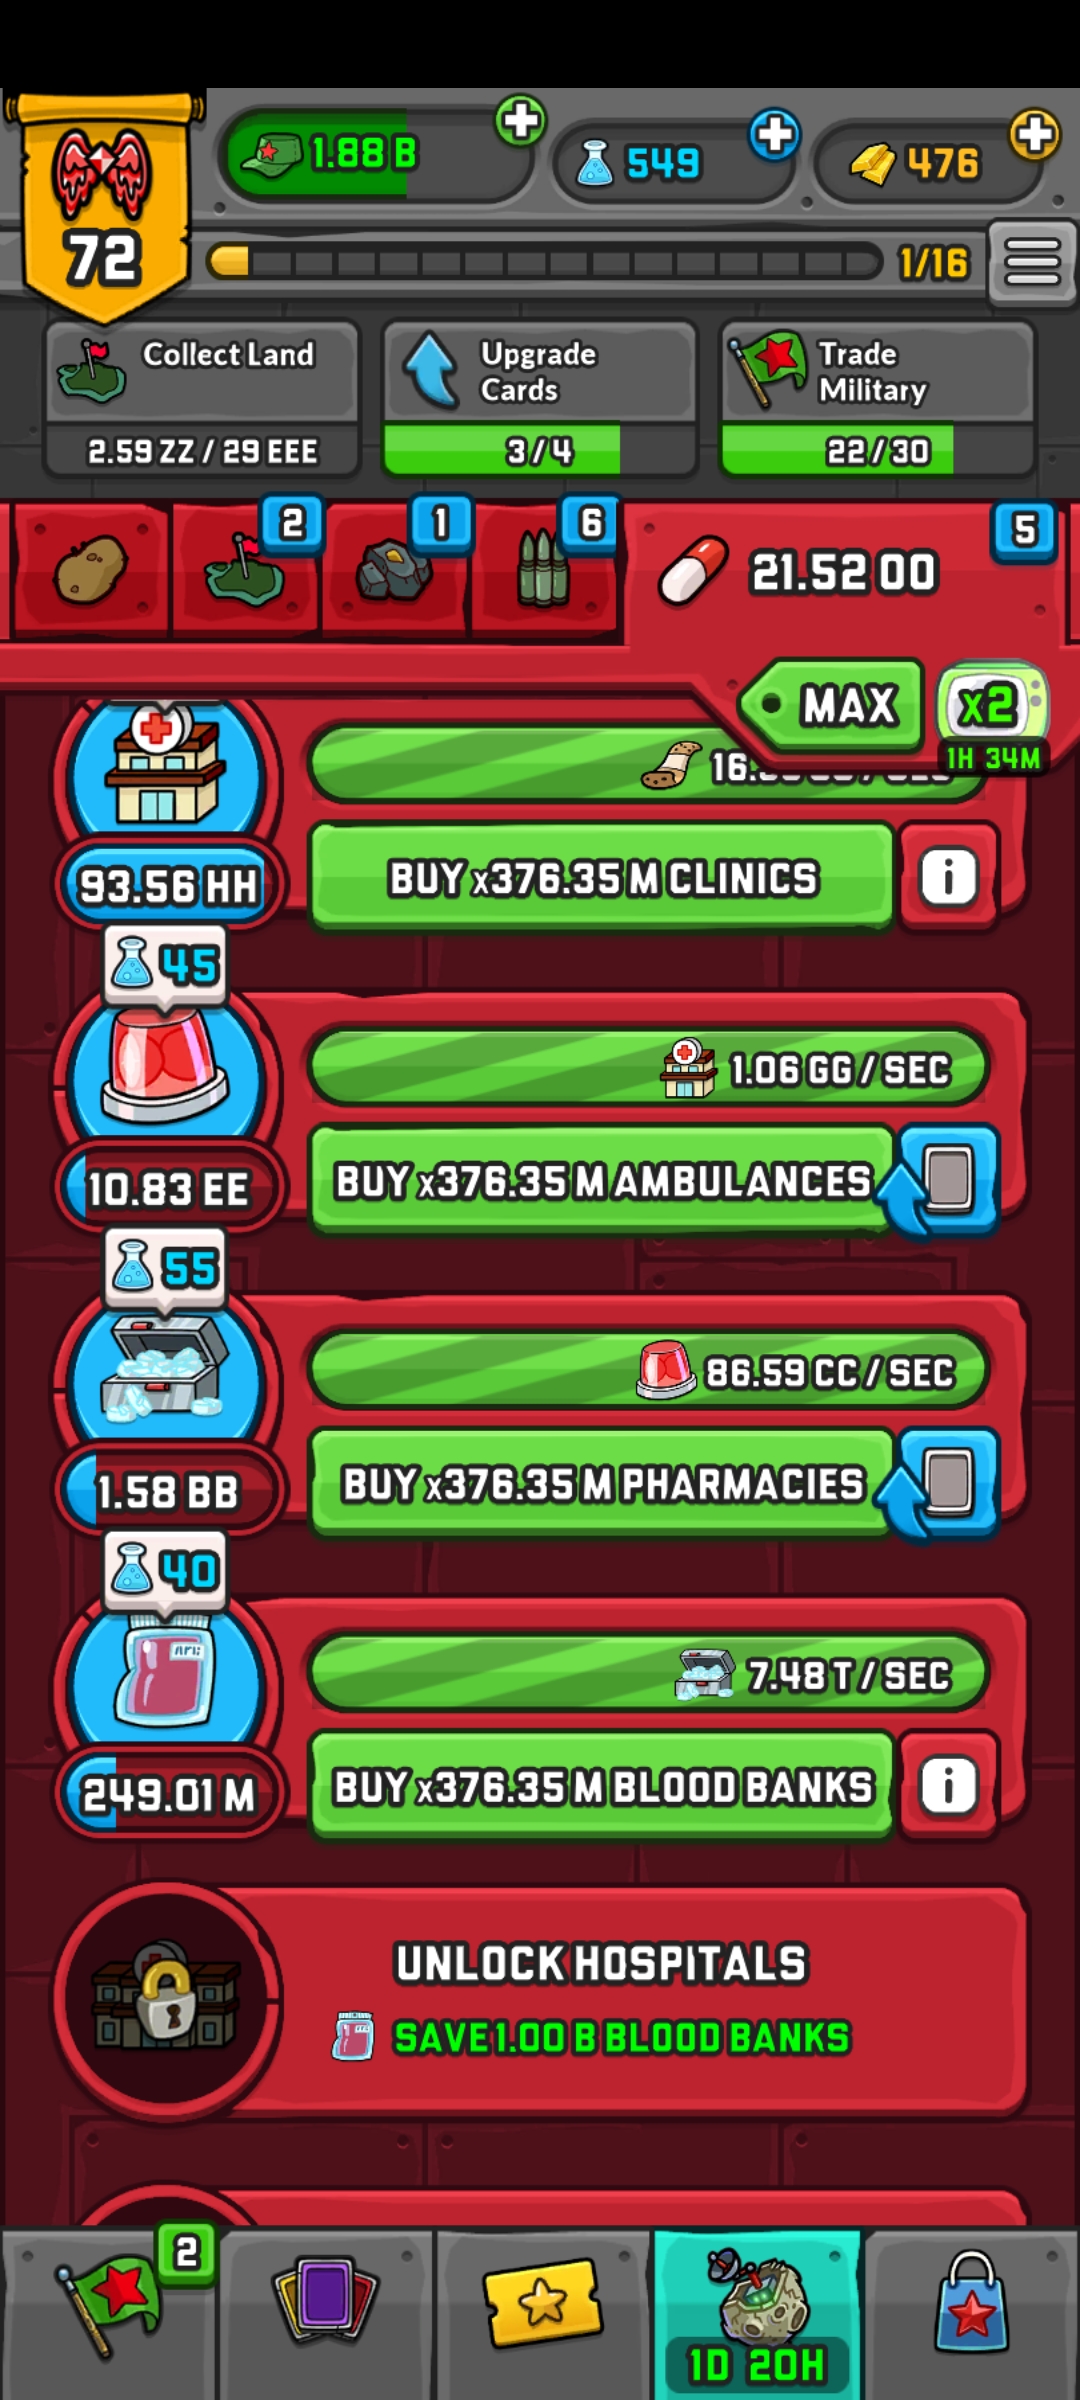 1.88 B
549
476
72
1/16
Collect Land
2.59 ZZ / 29 EEE
Upgrade
Cards
3/4
Trade
Military
22/30
2
1
6
21.52 OO
5
MAX
x2
1H 34M
93.56 HH
BUY x376.35 M CLINICS
45
1.06 GG / SEC
10.83 EE
BUY x376.35 M AMBULANCES
55
86.59 CC / SEC
1.58 BB
BUY x376.35 M PHARMACIES
40
7.48 T / SEC
249.01 M
BUY x376.35 M BLOOD BANKS
UNLOCK HOSPITALS
SAVE 1.00 B BLOOD BANKS
2
1D 20H